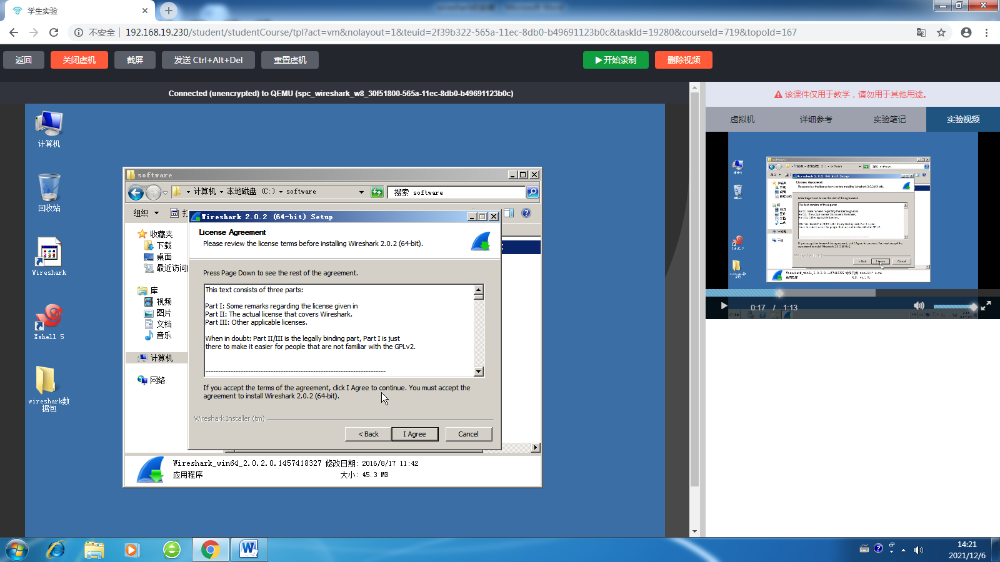 学生实验
不安全 192.168.19.230/student/studentCourse/tpl?act=vm&nolayout=1&teuid=2f39b322-565a-11ec-8db0-b49691123b0c&taskId=19280&courseId=719&topoId=167
返回 关闭虚机 截屏 发送 Ctrl+Alt+Del 重置虚机 开始录制 删除视频
Connected (unencrypted) to QEMU (spc_wireshark_w8_30f51800-565a-11ec-8db0-b49691123b0c)
计算机
回收站
Wireshark
Xshell 5
wireshark数
据包
software
计算机 本地磁盘 (C:) software
搜索 software
组织
收藏夹
下载
桌面
最近访问
库
视频
图片
文档
音乐
计算机
网络
Wireshark 2.0.2 (64-bit) Setup
License Agreement
Please review the license terms before installing Wireshark 2.0.2 (64-bit).
Press Page Down to see the rest of the agreement.
This text consists of three parts:
Part I: Some remarks regarding the license given in
Part II: The actual license that covers Wireshark.
Part III: Other applicable licenses.
When in doubt: Part II/III is the legally binding part, Part I is just
there to make it easier for people that are not familiar with the GPLv2.
If you accept the terms of the agreement, click I Agree to continue. You must accept the
agreement to install Wireshark 2.0.2 (64-bit).
Wireshark Installer (tm)
< Back I Agree Cancel
Wireshark_win64_2.0.2.0.1457418327 修改日期: 2016/8/17 11:42
应用程序 大小: 45.3 MB
该课件仅用于教学，请勿用于其他用途。
虚拟机 详细参考 实验笔记 实验视频
0:17 / 1:13
14:21
2021/12/6